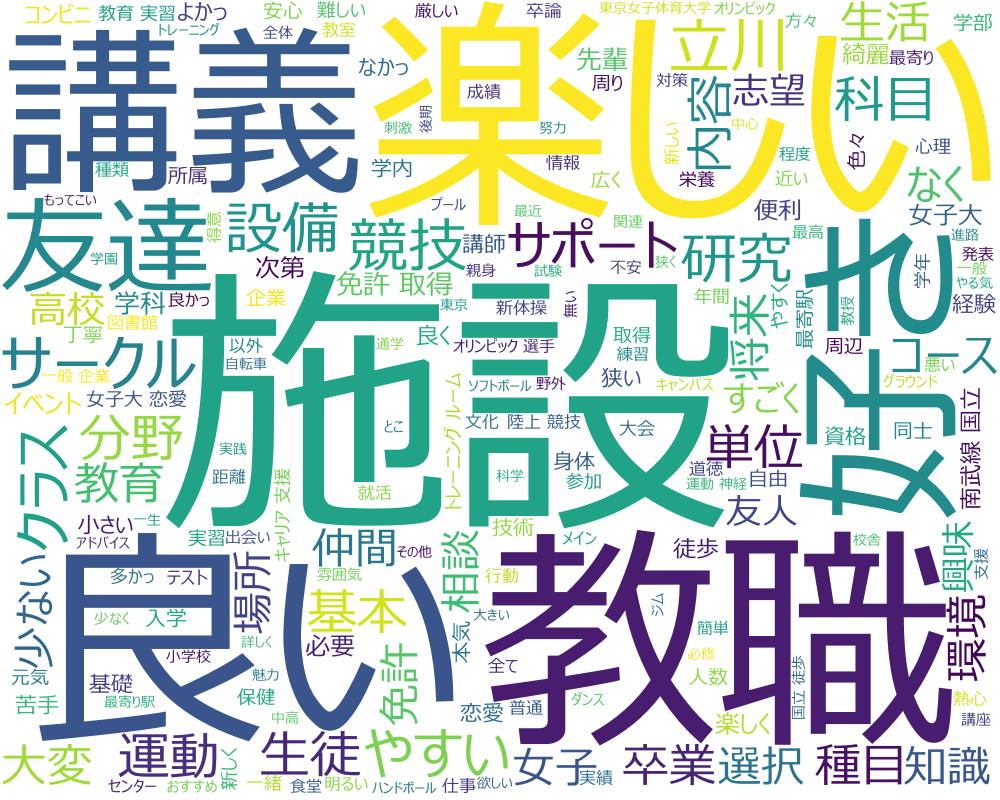 コンビニ
教育 実習
よかっ
安心
難しい
厳しい
卒論
東京女子体育大学
オリンピック
方々
生活
学部
トレーニング
全体
教室
なかっ
先輩
周り
対策
綺麗
最寄り
講義
楽しい
立川
内容
志望
科目
成績
後期
刺激
努力
新しい
中心
情報
程度
色々
心理
種類
所属
学内
広く
栄養
近い
なく
もってこい
プール
最近
関連
便利
女子大
最高
進路
友達
得意
設備
競技
講師
サポート
研究
好き
学年
発表
学園
次第
親身
試験
不安
狭く
一般
やる気
高校
学科
良かっ
企業
免許 取得
東京
新体操
無い
年間
やすく
最寄駅
教授
経験
丁寧
図書館
良く
取得
将来
周辺
サークル
以外
通学
オリンピック 選手
練習
コース
一般 企業
自転車
ソフトボール
野外
狭い
キャンパス
すごく
悪い
グラウンド
イベント
女子大 恋愛
トレーニング ルーム
文化
陸上 競技
大会
施設
分野
実践
とこ
科学
身体
道徳
単位
資格
同士
南武線
国立
クラス
教育
距離
就活
参加
運動 神経
自由
小さい
一生
アドバイス
実習
出会い
キャリア 支援
仲間
その他
相談
技術
メイン
友人
徒歩
興味
校舎
支援
少ない
多かっ
テスト
場所
雰囲気
行動
良い
教職
環境
少なく
入学
基本
大きい
ジム
簡単
詳しく
必要
本気
全て
必修
元気
小学校
基礎
魅力
免許
人数
国立 徒歩
苦手
最寄り駅
保健
中高
恋愛
普通
ダンス
楽しく
熱心
講座
大変
運動
新しく
生徒
やすい
女子
卒業
選択
種目
知識
センター
おすすめ
一緒
食堂
明るい
ハンドボール
仕事
欲しい
実績